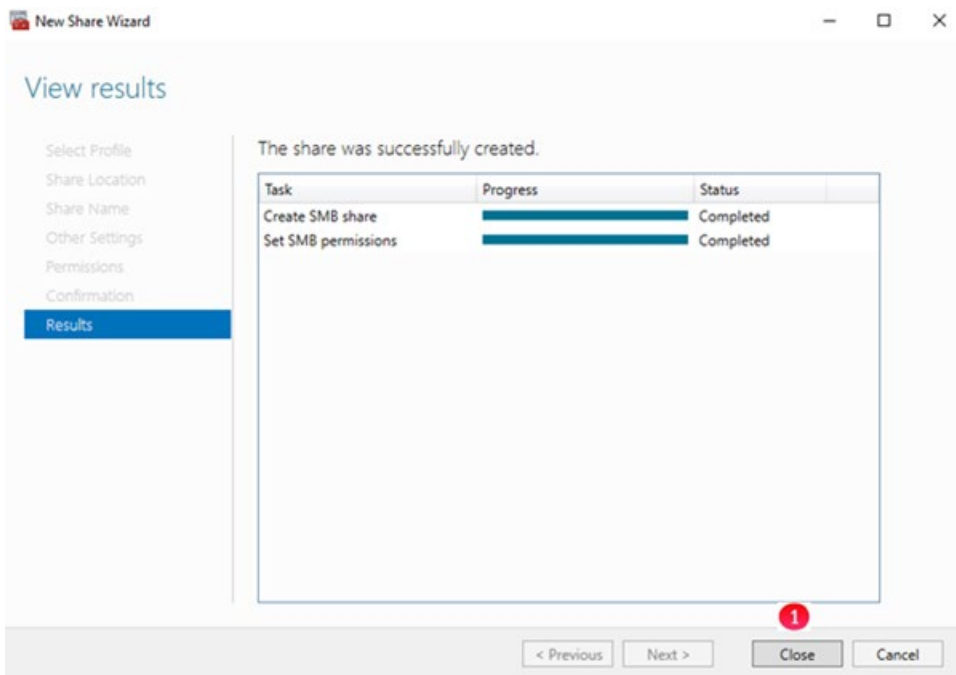 New Share Wizard
View results
Select Profile
Share Location
Share Name
Other Settings
Permissions
Confirmation
Results
The share was successfully created.
Task Progress Status
Create SMB share Completed
Set SMB permissions Completed
1
< Previous Next > Close Cancel